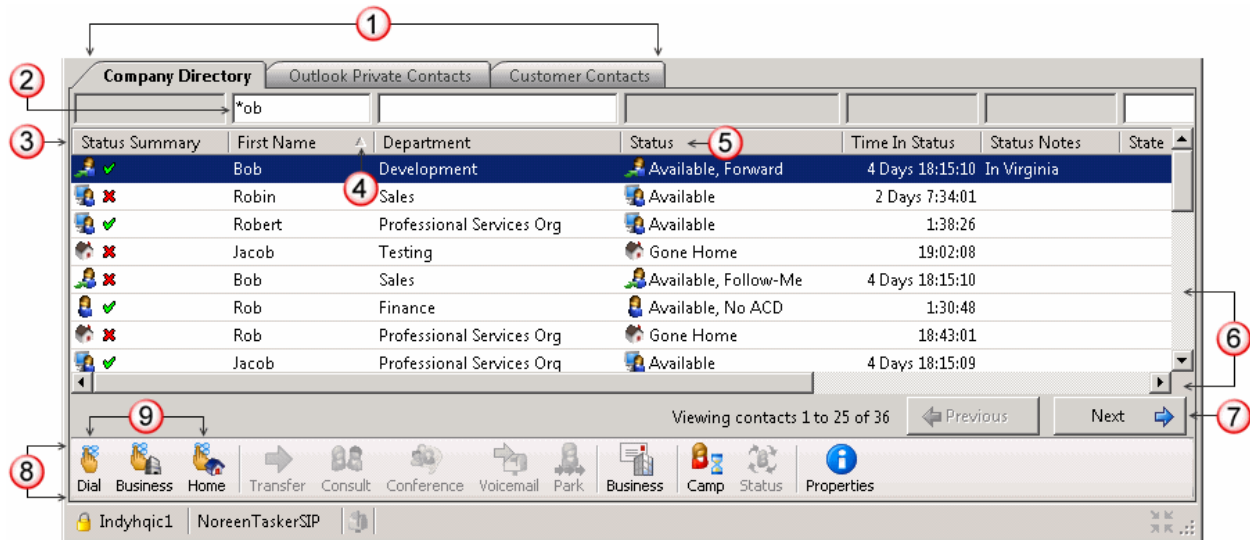 1
Company Directory Outlook Private Contacts Customer Contacts
2
*ob
3 Status Summary First Name Department Status 5 Time In Status Status Notes State
4
Bob Development Available, Forward 4 Days 18:15:10 In Virginia
Robin Sales Available 2 Days 7:34:01
Robert Professional Services Org Available 1:38:26
Jacob Testing Gone Home 19:02:08
Bob Sales Available, Follow-Me 4 Days 18:15:10
Rob Finance Available, No ACD 1:30:48
Rob Professional Services Org Gone Home 18:43:01
6
Jacob Professional Services Org Available 4 Days 18:15:09
9 Viewing contacts 1 to 25 of 36 Previous Next 7
8
Dial Business Home Transfer Consult Conference Voicemail Park Business Camp Status Properties
Indyhqic1 NoreenTaskerSIP